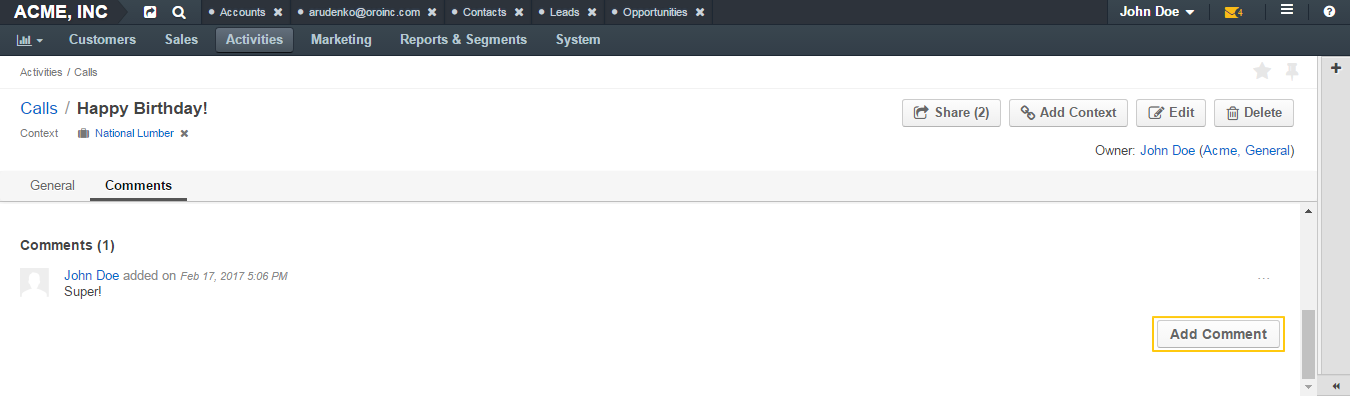 ACME, INC Accounts arudenko@oroinc.com Contacts Leads Opportunities John Doe 4
Customers Sales Activities Marketing Reports & Segments System
Activities / Calls
Calls / Happy Birthday! Share (2) Add Context Edit Delete
Context National Lumber
Owner: John Doe (Acme, General)
General Comments
Comments (1)
John Doe added on Feb 17, 2017 5:06 PM ...
Super!
Add Comment